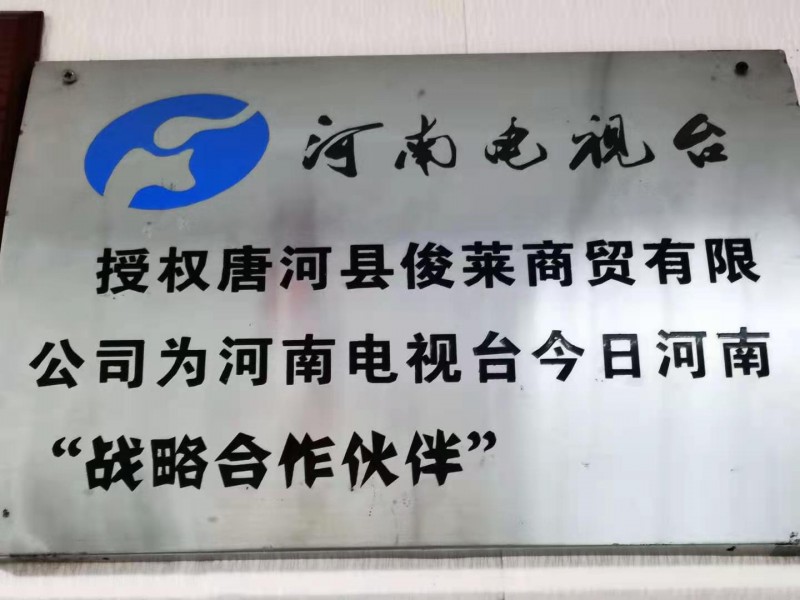 河南电视台
授权唐河县俊莱商贸有限
公司为河南电视台今日河南
“战略合作伙伴”